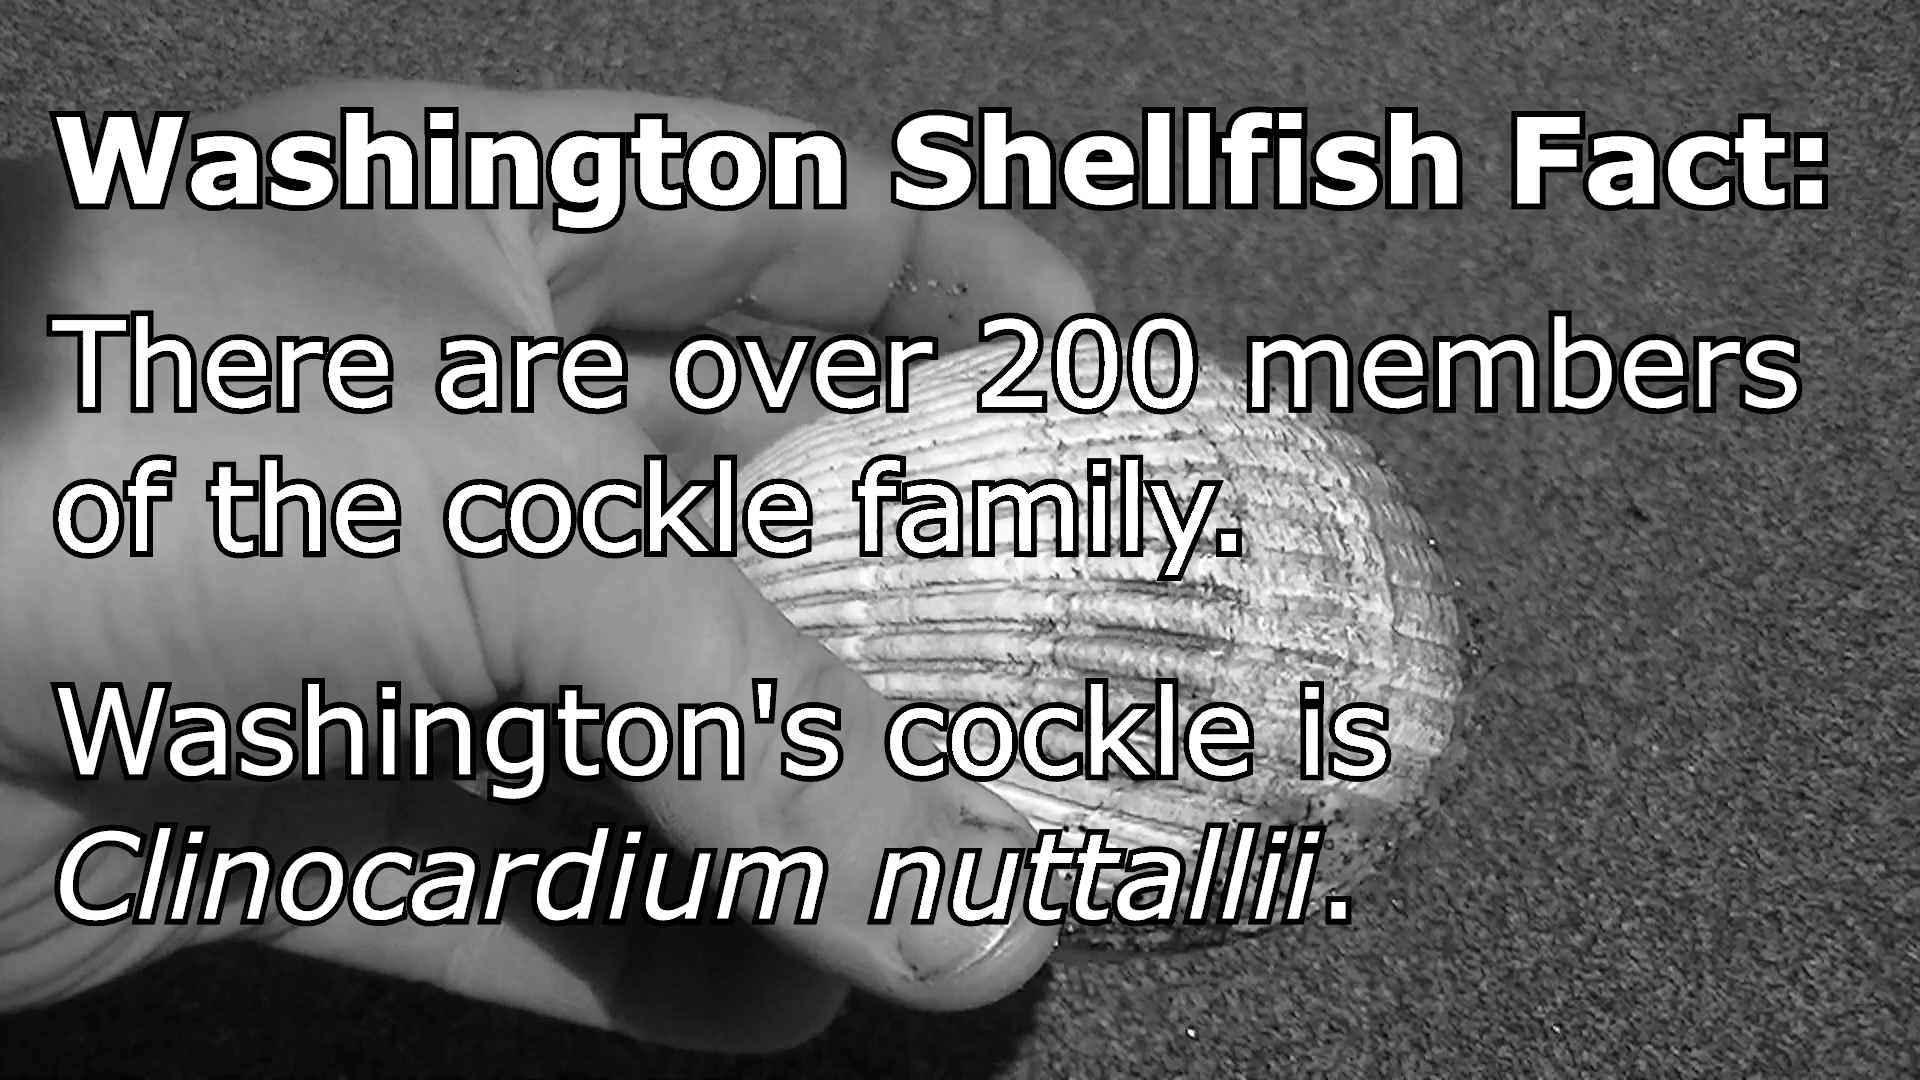 Washington Shellfish Fact:
There are over 200 members
of the cockle family.
Washington's cockle is
Clinocardium nuttallii.